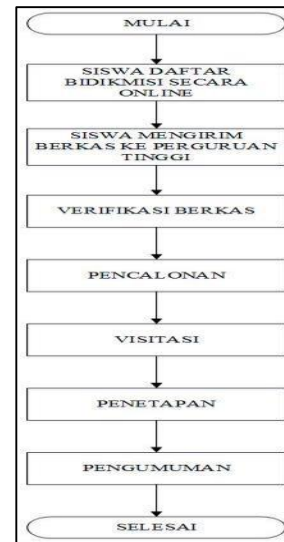 MULAI
SISWA DAFTAR
BIDIKMISI SECARA
ONLINE
SISWA MENGIRIM
BERKAS KE PERGURUAN
TINGGI
VERIFIKASI BERKAS
PENCALONAN
VISITASI
PENETAPAN
PENGUMUMAN
SELESAI